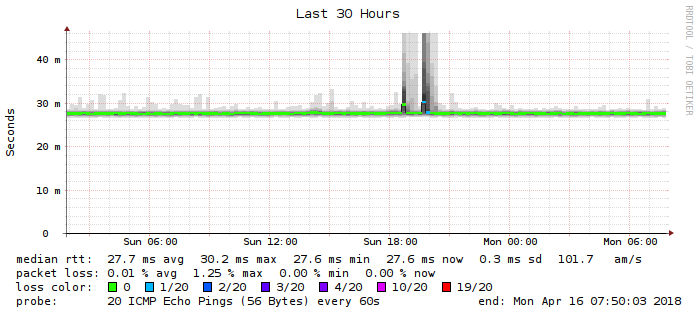 Last 30 Hours
RRDTOOL / TOBI OETIKER
Seconds
40 m
30 m
20 m
10 m
0
Sun 06:00 Sun 12:00 Sun 18:00 Mon 00:00 Mon 06:00
median rtt: 27.7 ms avg 30.2 ms max 27.6 ms min 27.6 ms now 0.3 ms sd 101.7 am/s
packet loss: 0.01 % avg 1.25 % max 0.00 % min 0.00 % now
loss color: 0 1/20 2/20 3/20 4/20 10/20 19/20
probe: 20 ICMP Echo Pings (56 Bytes) every 60s end: Mon Apr 16 07:50:03 2018